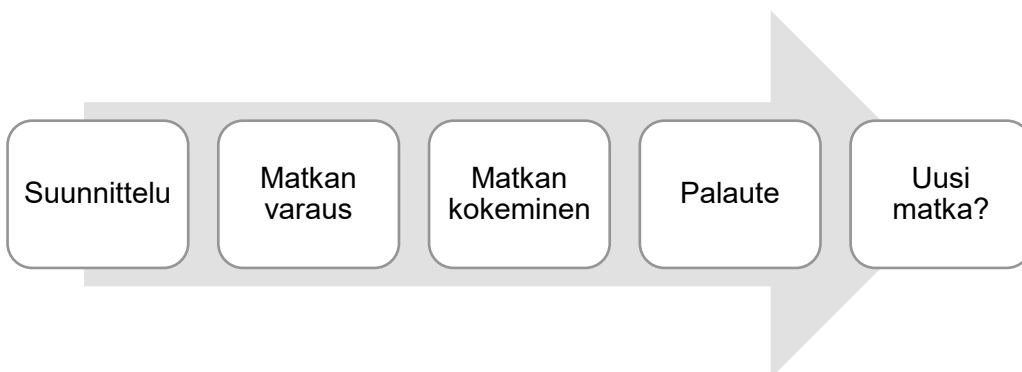 Suunnittelu
Matkan
varaus
Matkan
kokeminen
Palaute
Uusi
matka?